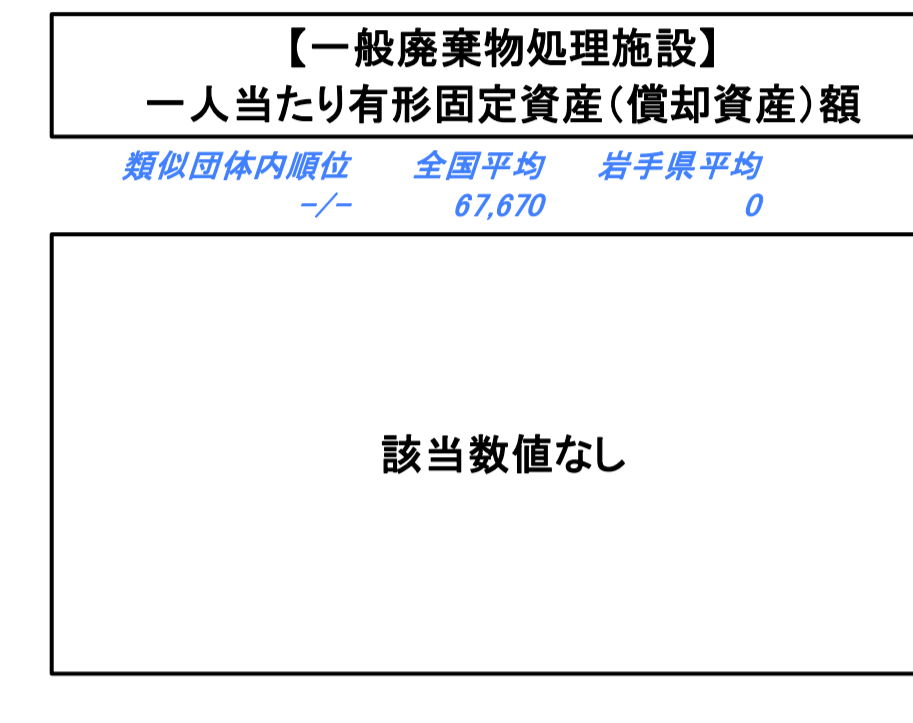 【一般廃棄物処理施設】
一人当たり有形固定資産(償却資産)額
類似団体内順位 全国平均 岩手県平均
-/- 67,670 0
該当数値なし